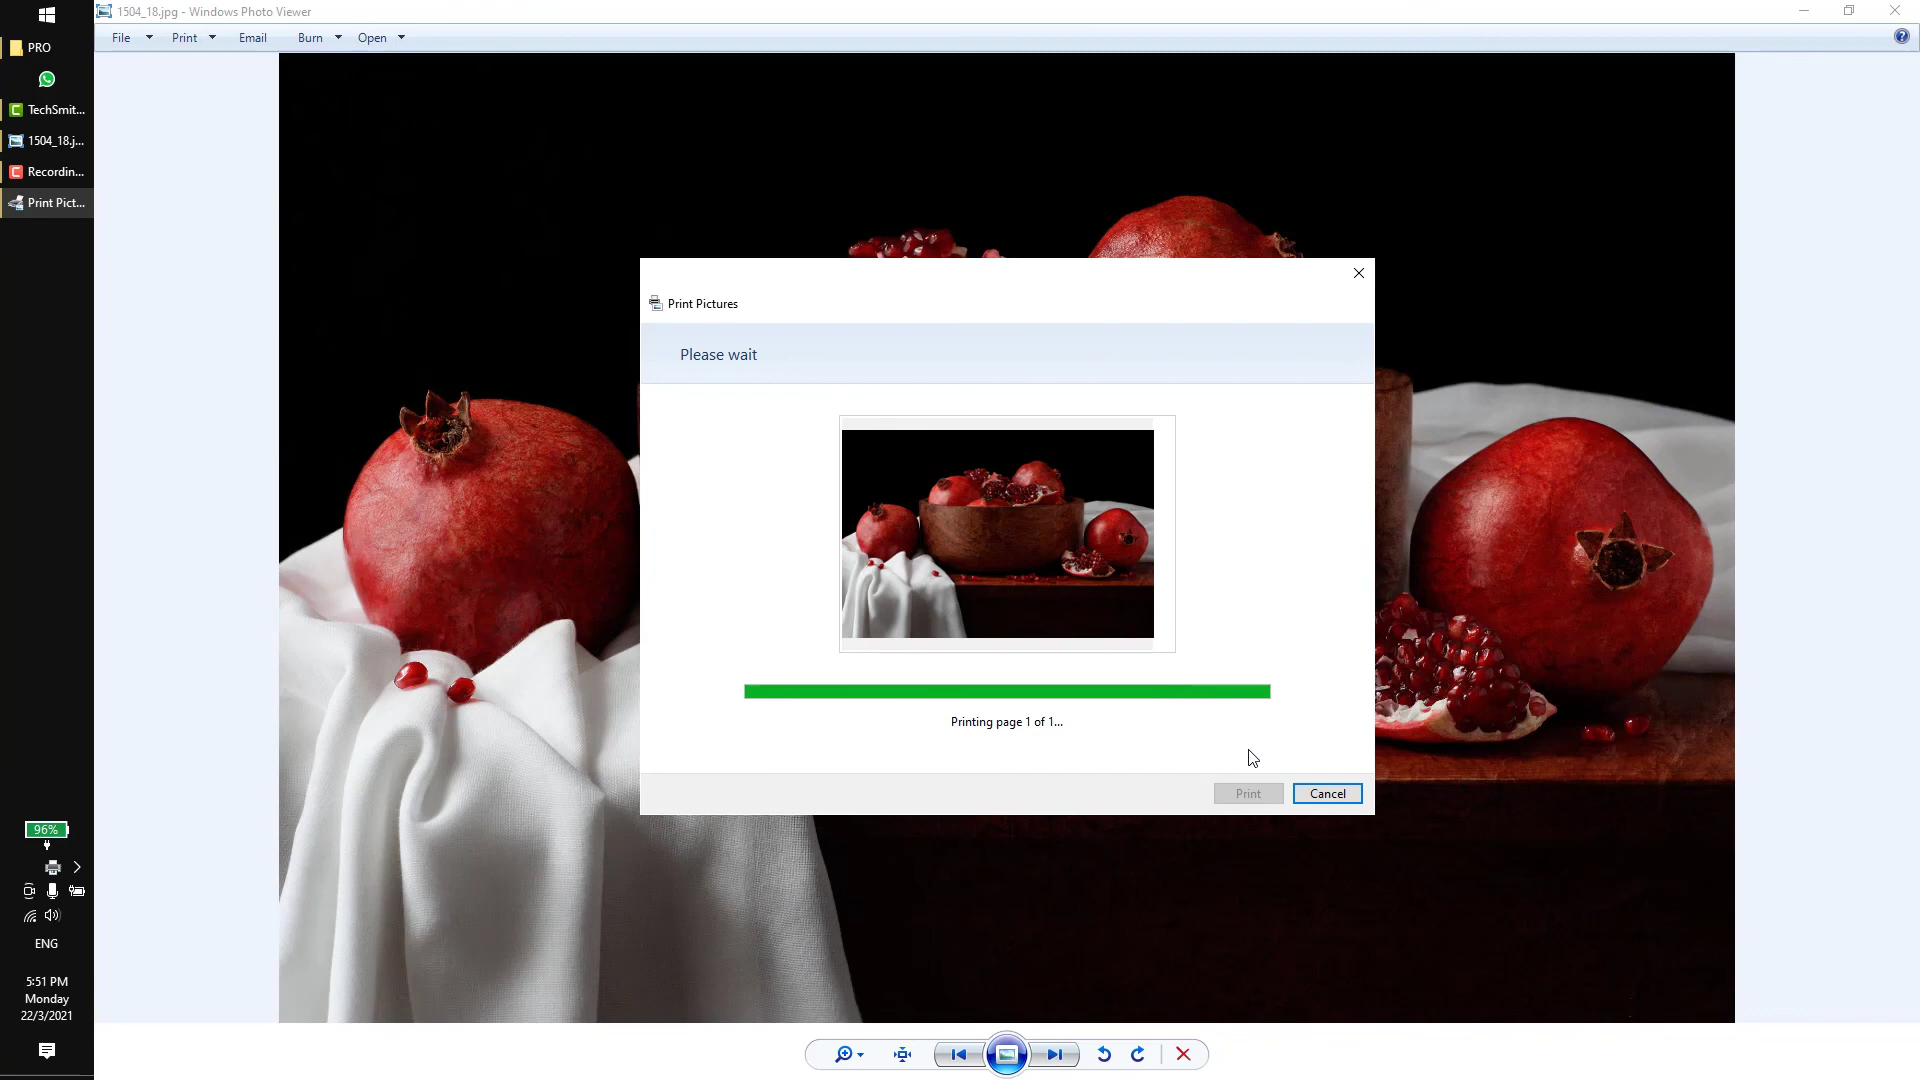 1504_18.jpg - Windows Photo Viewer
File Print Email Burn Open
PRO
TechSmit...
1504_18.j...
Recordin...
Print Pict...
Print Pictures
Please wait
Printing page 1 of 1...
Print Cancel
96%
ENG
5:51 PM
Monday
22/3/2021